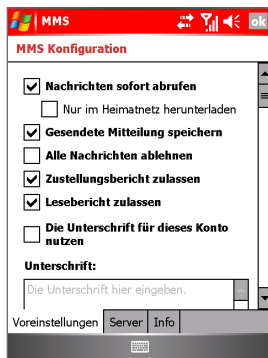 MMS
ok
MMS Konfiguration
Nachrichten sofort abrufen
Nur im Heimatnetz herunterladen
Gesendete Mitteilung speichern
Alle Nachrichten ablehnen
Zustellungsbericht zulassen
Lesebericht zulassen
Die Unterschrift für dieses Konto
nutzen
Unterschrift:
Die Unterschrift hier eingeben.
Voreinstellungen Server Info